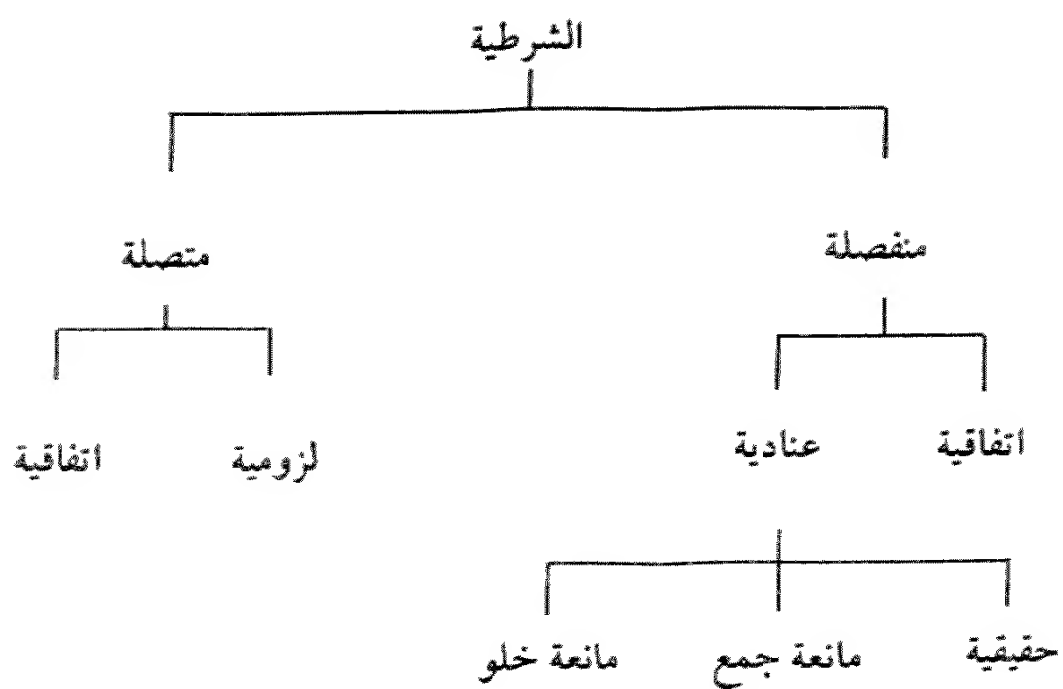 الشرطية
منفصلة
متصلة
اتفاقية
عنادية
لزومية
اتفاقية
حقيقية
مانعة جمع
مانعة خلو